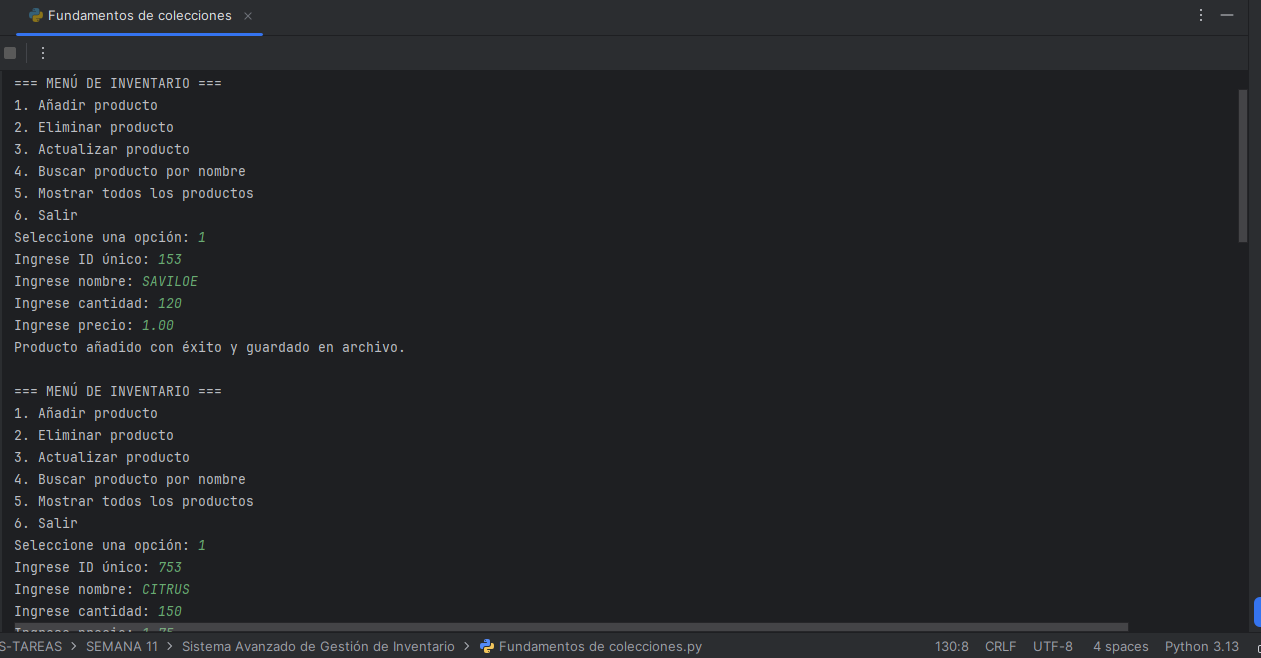 Fundamentos de colecciones
=== MENÚ DE INVENTARIO ===
1. Añadir producto
2. Eliminar producto
3. Actualizar producto
4. Buscar producto por nombre
5. Mostrar todos los productos
6. Salir
Seleccione una opción: 1
Ingrese ID único: 153
Ingrese nombre: SAVILOE
Ingrese cantidad: 120
Ingrese precio: 1.00
Producto añadido con éxito y guardado en archivo.
=== MENÚ DE INVENTARIO ===
1. Añadir producto
2. Eliminar producto
3. Actualizar producto
4. Buscar producto por nombre
5. Mostrar todos los productos
6. Salir
Seleccione una opción: 1
Ingrese ID único: 753
Ingrese nombre: CITRUS
Ingrese cantidad: 150
Ingrese precio: 1.75
S-TAREAS > SEMANA 11 > Sistema Avanzado de Gestión de Inventario > Fundamentos de colecciones.py 130:8 CRLF UTF-8 4 spaces Python 3.13